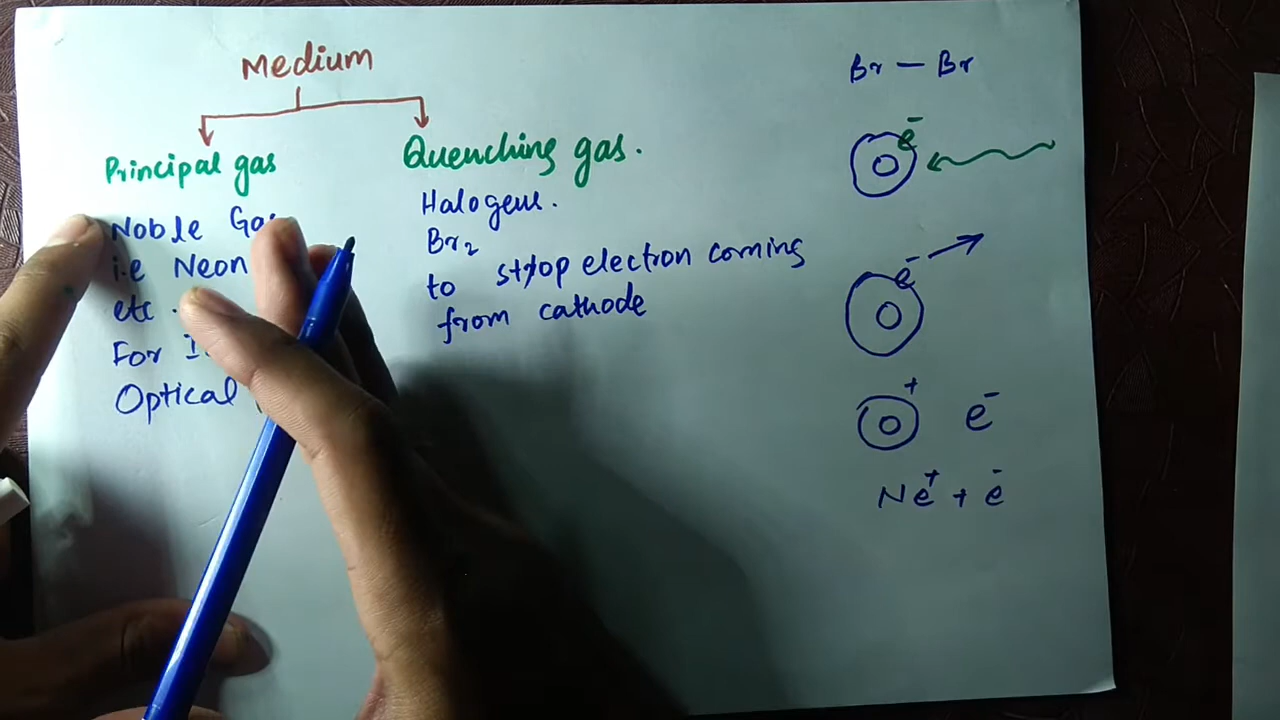 Medium
Principal gas
Noble Gas
i.e Neon
etc.
For
Optical
Quenching gas.
Halogens.
Br2
to stop electron coming
from cathode
Br – Br
e-
e-
+ e-
Ne+ + e-